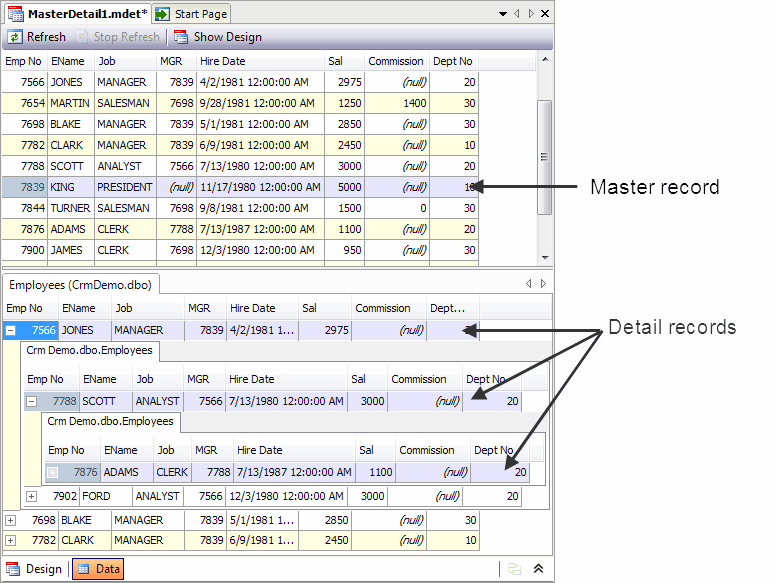 MasterDetail1.mdet* Start Page
Refresh Stop Refresh Show Design
Emp No EName Job MGR Hire Date Sal Commission Dept No
7566 JONES MANAGER 7839 4/2/1981 12:00:00 AM 2975 (null) 20
7654 MARTIN SALESMAN 7698 9/28/1981 12:00:00 AM 1250 1400 30
7698 BLAKE MANAGER 7839 5/1/1981 12:00:00 AM 2850 (null) 30
7782 CLARK MANAGER 7839 6/9/1981 12:00:00 AM 2450 (null) 10
7788 SCOTT ANALYST 7566 7/13/1980 12:00:00 AM 3000 (null) 20
7839 KING PRESIDENT (null) 11/17/1980 12:00:00 AM 5000 (null) 10 Master record
7844 TURNER SALESMAN 7698 9/8/1981 12:00:00 AM 1500 0 30
7876 ADAMS CLERK 7788 7/13/1987 12:00:00 AM 1100 (null) 20
7900 JAMES CLERK 7698 12/3/1980 12:00:00 AM 950 (null) 30
Employees (CrmDemo.dbo)
Emp No EName Job MGR Hire Date Sal Commission Dept...
7566 JONES MANAGER 7839 4/2/1981 1... 2975 (null) Detail records
Crm Demo.dbo.Employees
Emp No EName Job MGR Hire Date Sal Commission Dept No
7788 SCOTT ANALYST 7566 7/13/1980 12:00:00 AM 3000 (null) 20
Crm Demo.dbo.Employees
Emp No EName Job MGR Hire Date Sal Commission Dept No
7876 ADAMS CLERK 7788 7/13/1987 12:00:00 AM 1100 (null) 20
7902 FORD ANALYST 7566 12/3/1980 12:00:00 AM 3000 (null) 20
7698 BLAKE MANAGER 7839 5/1/1981 1... 2850 (null) 30
7782 CLARK MANAGER 7839 6/9/1981 1... 2450 (null) 10
Design Data